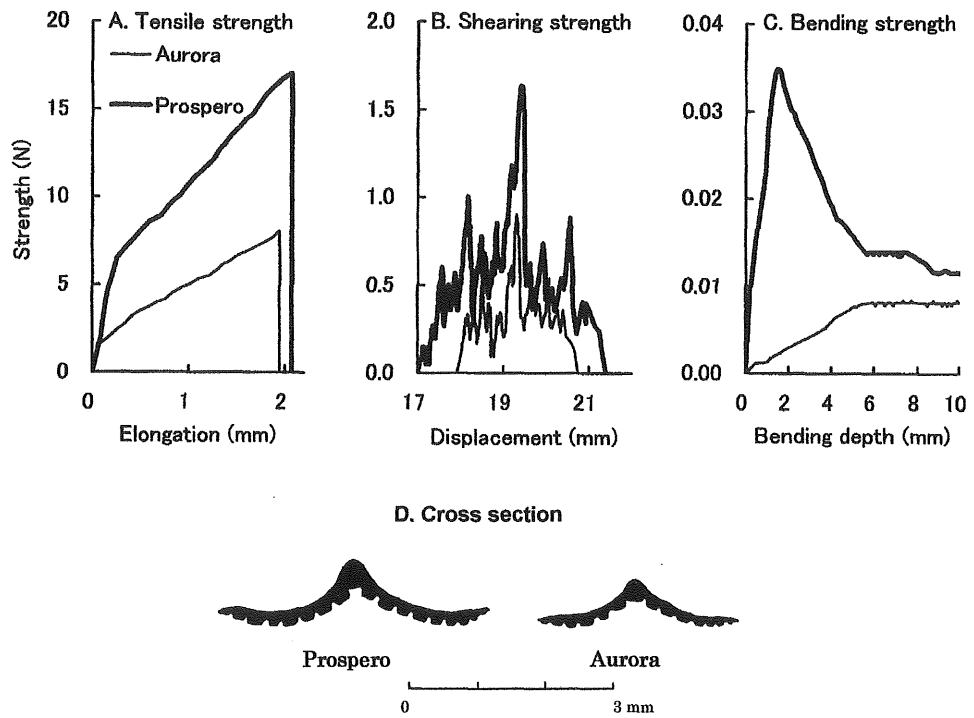 A. Tensile strength
Aurora
Prospero
20
15
10
5
0
Strength (N)
0 1 2
Elongation (mm)
B. Shearing strength
2.0
1.5
1.0
0.5
0.0
17 19 21
Displacement (mm)
C. Bending strength
0.04
0.03
0.02
0.01
0.00
0 2 4 6 8 10
Bending depth (mm)
D. Cross section
Prospero
Aurora
0 3 mm